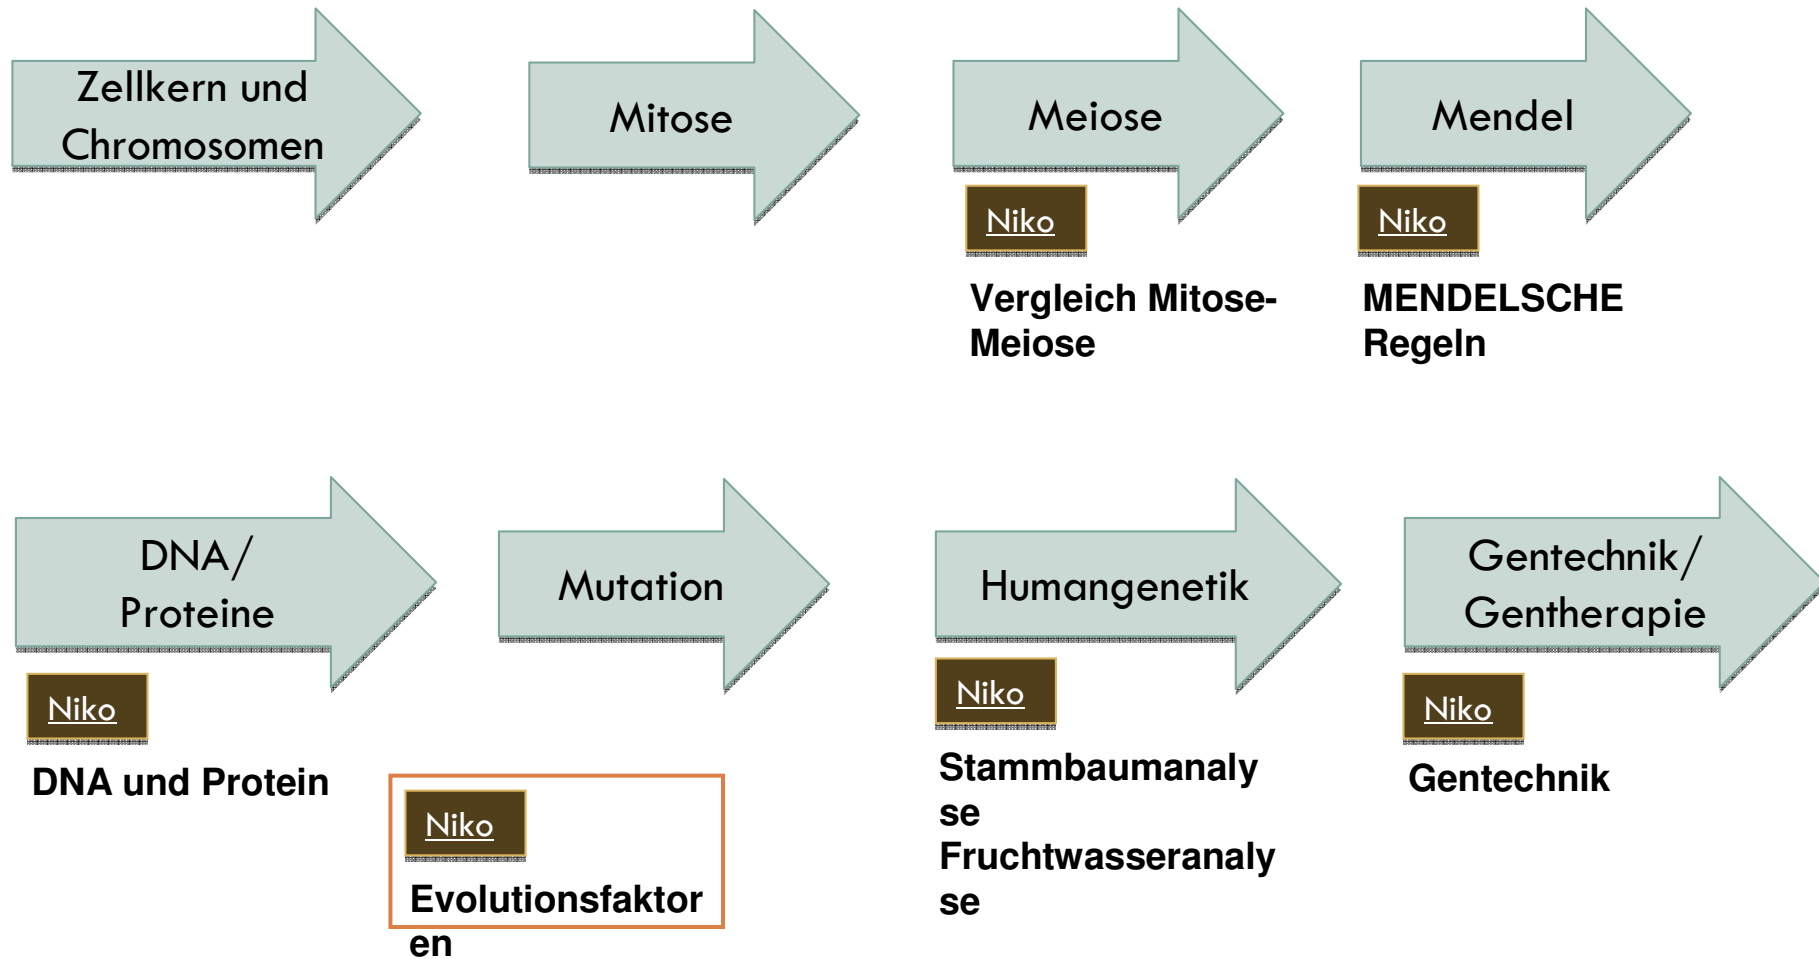 Zellkern und
Chromosomen
Mitose
Meiose
Mendel
Niko
Vergleich Mitose-
Meiose
Niko
MENDELSCHE
Regeln
DNA/
Proteine
Mutation
Humangenetik
Gentechnik/
Gentherapie
Niko
DNA und Protein
Niko
Evolutionsfaktor
en
Niko
Stammbaumanaly
se
Fruchtwasseranaly
se
Niko
Gentechnik